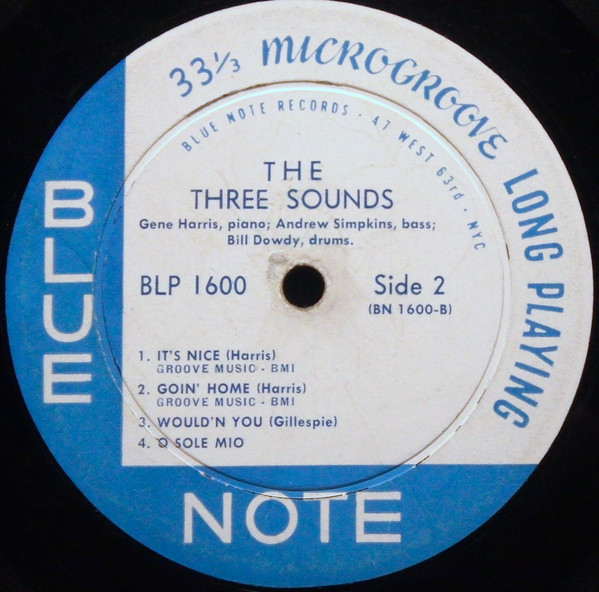 33⅓ MICROGROOVE LONG PLAYING
BLUE NOTE RECORDS · 47 WEST 63rd · NYC
THE
THREE SOUNDS
Gene Harris, piano; Andrew Simpkins, bass;
Bill Dowdy, drums.
BLP 1600 Side 2
(BN 1600-B)
1. IT'S NICE (Harris)
GROOVE MUSIC - BMI
2. GOIN' HOME (Harris)
GROOVE MUSIC - BMI
3. WOULD'N YOU (Gillespie)
4. O SOLE MIO
BLUE
NOTE